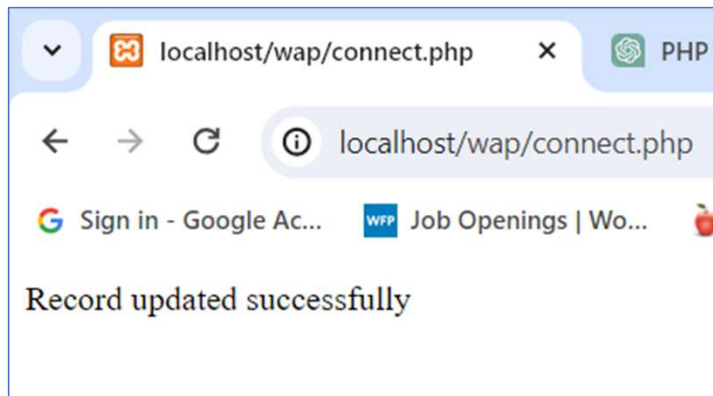 localhost/wap/connect.php PHP
localhost/wap/connect.php
Sign in - Google Ac... WFP Job Openings | Wo...
Record updated successfully